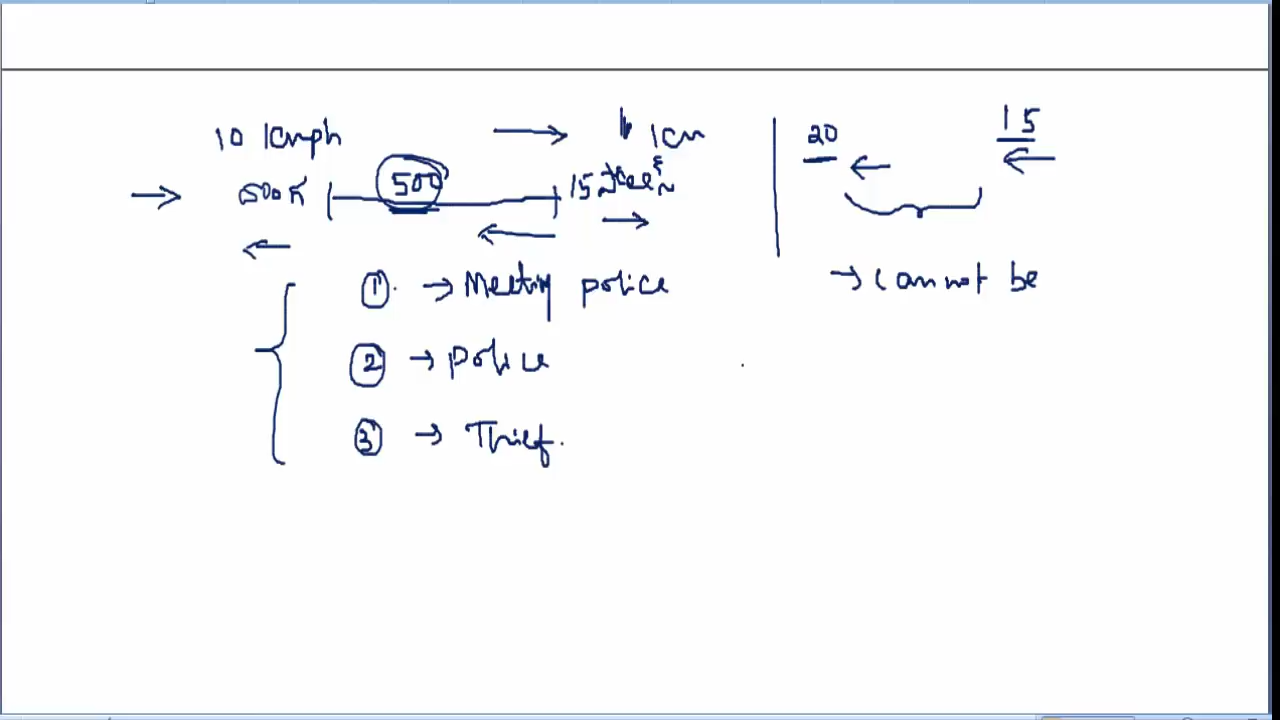 10 kmph → 1 km
→ 500 → 15
← ← →
① → Meeting police
② → police
③ → Thief.
20 ← 15 ←
→ cannot be